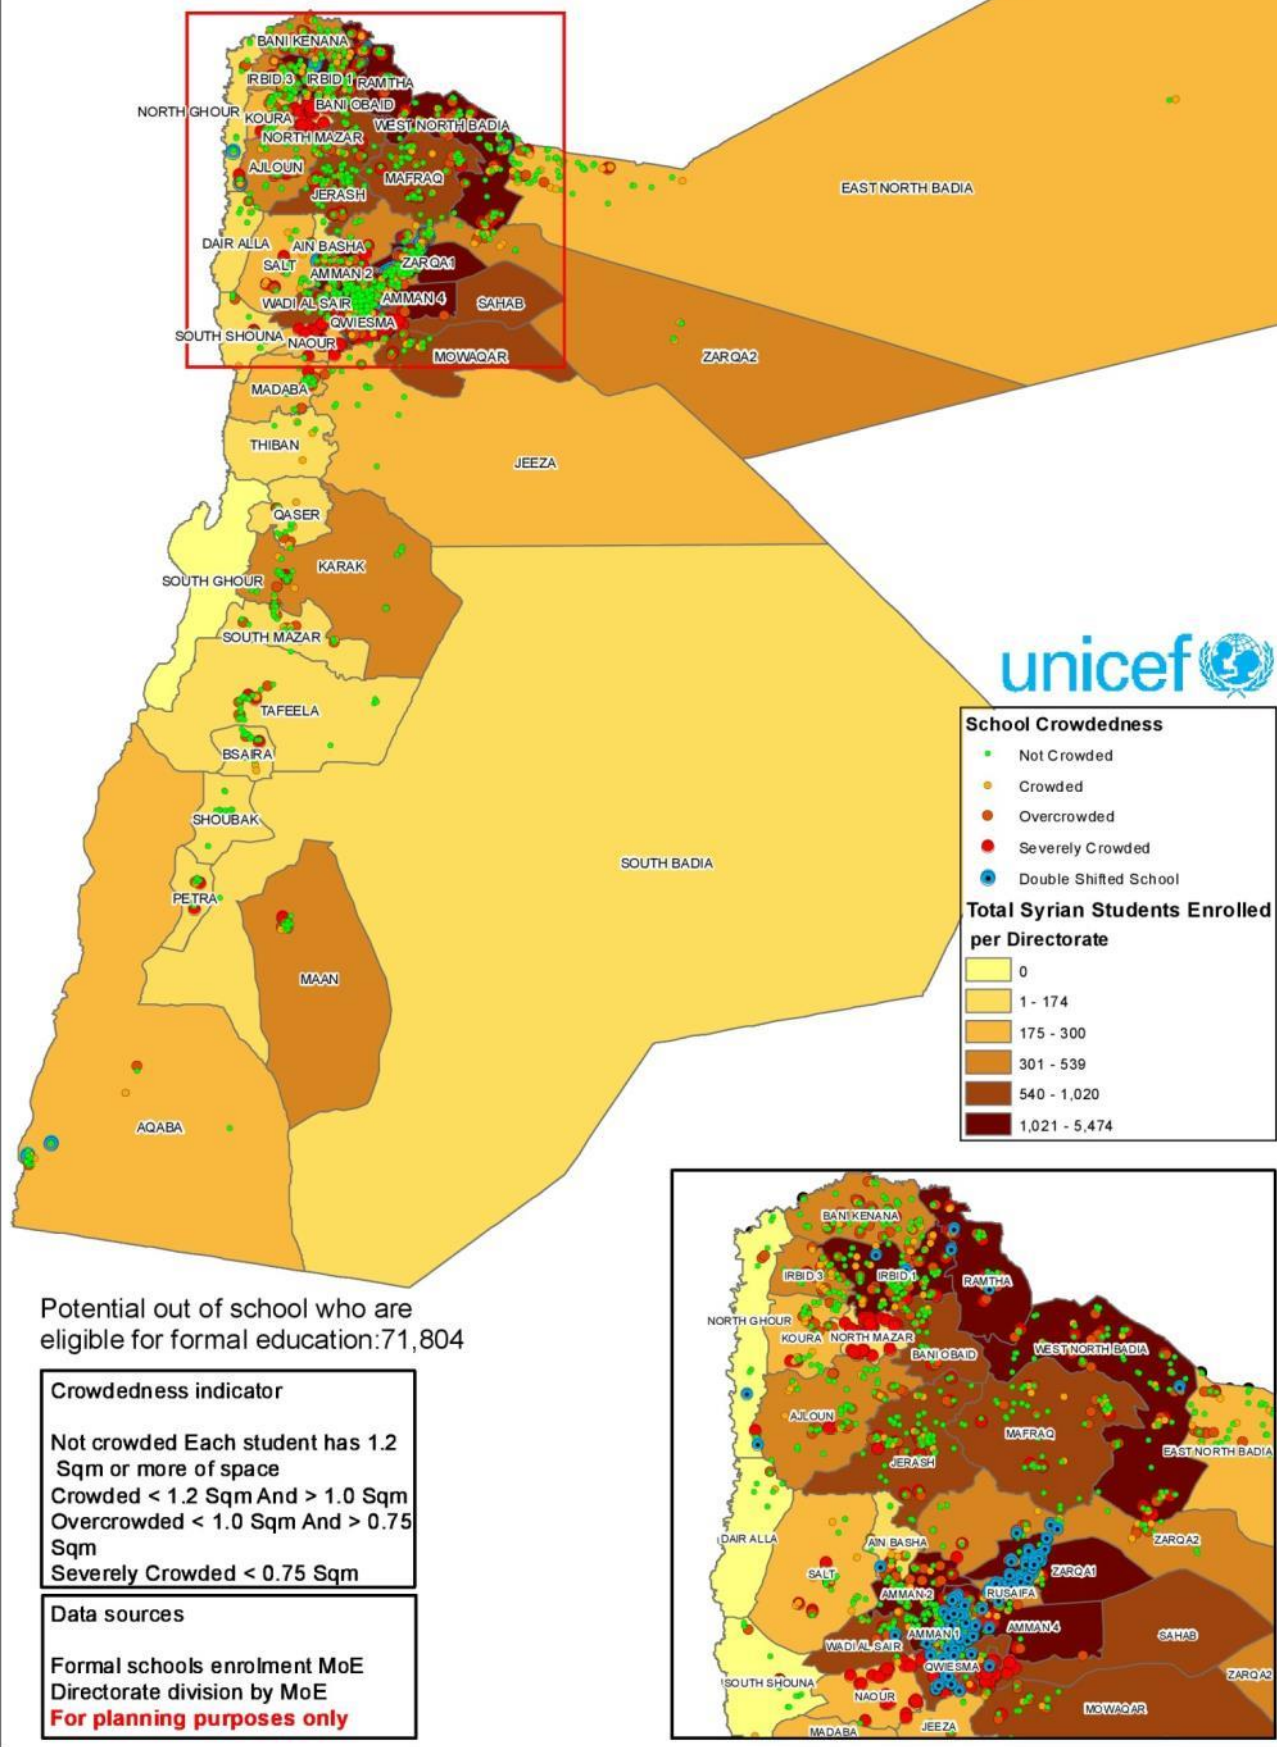 BANI KENANA
IRBID 3
IRBID 1
RAMTHA
NORTH GHOUR
KOURA
BANI OBAID
WEST NORTH BADIA
NORTH MAZAR
AJLOUN
MAFRAQ
JERASH
EAST NORTH BADIA
DAIR ALLA
AIN BASHA
SALT
AMMAN 2
ZARQA1
WADI AL SAIR
AMMAN 4
SAHAB
QWIESMA
SOUTH SHOUNA
NAOUR
MOWAQAR
ZARQA2
MADABA
THIBAN
JEEZA
QASER
KARAK
SOUTH GHOUR
SOUTH MAZAR
TAFEELA
BSAIRA
SHOUBAK
SOUTH BADIA
PETRA
MAAN
AQABA
unicef
School Crowdedness
Not Crowded
Crowded
Overcrowded
Severely Crowded
Double Shifted School
Total Syrian Students Enrolled
per Directorate
0
1 - 174
175 - 300
301 - 539
540 - 1,020
1,021 - 5,474
Potential out of school who are
eligible for formal education:71,804
Crowdedness indicator
Not crowded Each student has 1.2
Sqm or more of space
Crowded < 1.2 Sqm And > 1.0 Sqm
Overcrowded < 1.0 Sqm And > 0.75
Sqm
Severely Crowded < 0.75 Sqm
Data sources
Formal schools enrolment MoE
Directorate division by MoE
For planning purposes only
BANI KENANA
IRBID 3
IRBID 1
RAMTHA
NORTH GHOUR
KOURA
NORTH MAZAR
BANI OBAID
WEST NORTH BADIA
AJLOUN
MAFRAQ
JERASH
EAST NORTH BADIA
DAIR ALLA
AIN BASHA
ZARQA2
SALT
ZARQA1
AMMAN 2
RUSAIFA
AMMAN 1
AMMAN 4
WADI AL SAIR
SAHAB
QWIESMA
ZARQA2
SOUTH SHOUNA
NAOUR
MOWAQAR
MADABA
JEEZA